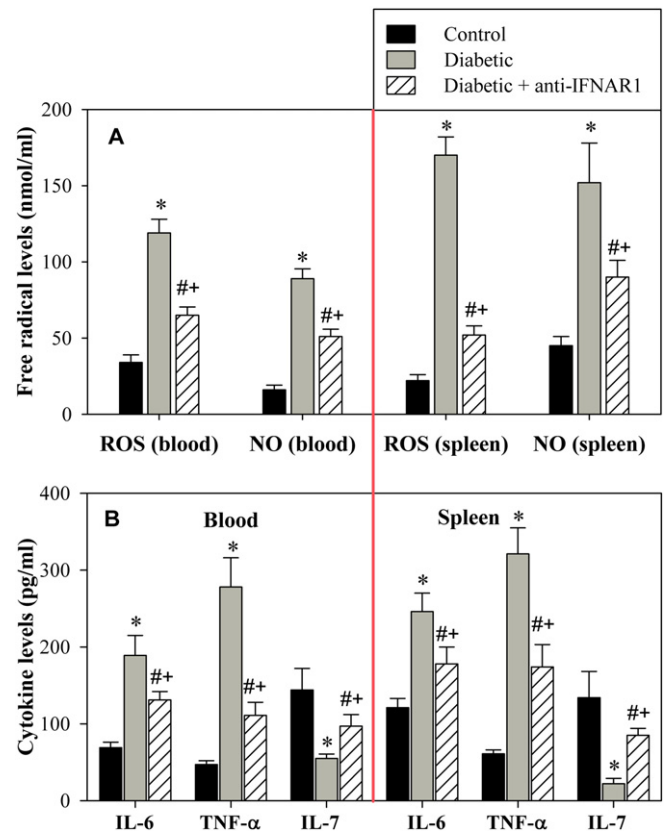 Control
Diabetic
Diabetic + anti-IFNAR1
Free radical levels (nmol/ml)
200
150
100
50
0
A
*
#+
*
#+
*
#+
*
#+
ROS (blood) NO (blood) ROS (spleen) NO (spleen)
Cytokine levels (pg/ml)
400
300
200
100
0
B
Blood
Spleen
*
#+
*
#+
*
#+
*
#+
*
#+
*
#+
IL-6 TNF-α IL-7 IL-6 TNF-α IL-7